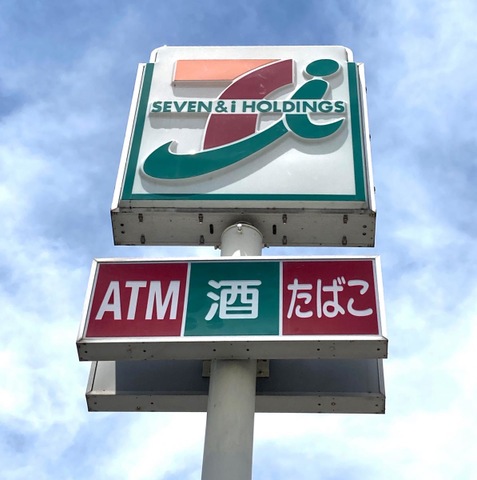 SEVEN & i HOLDINGS
ATM 酒 たばこ